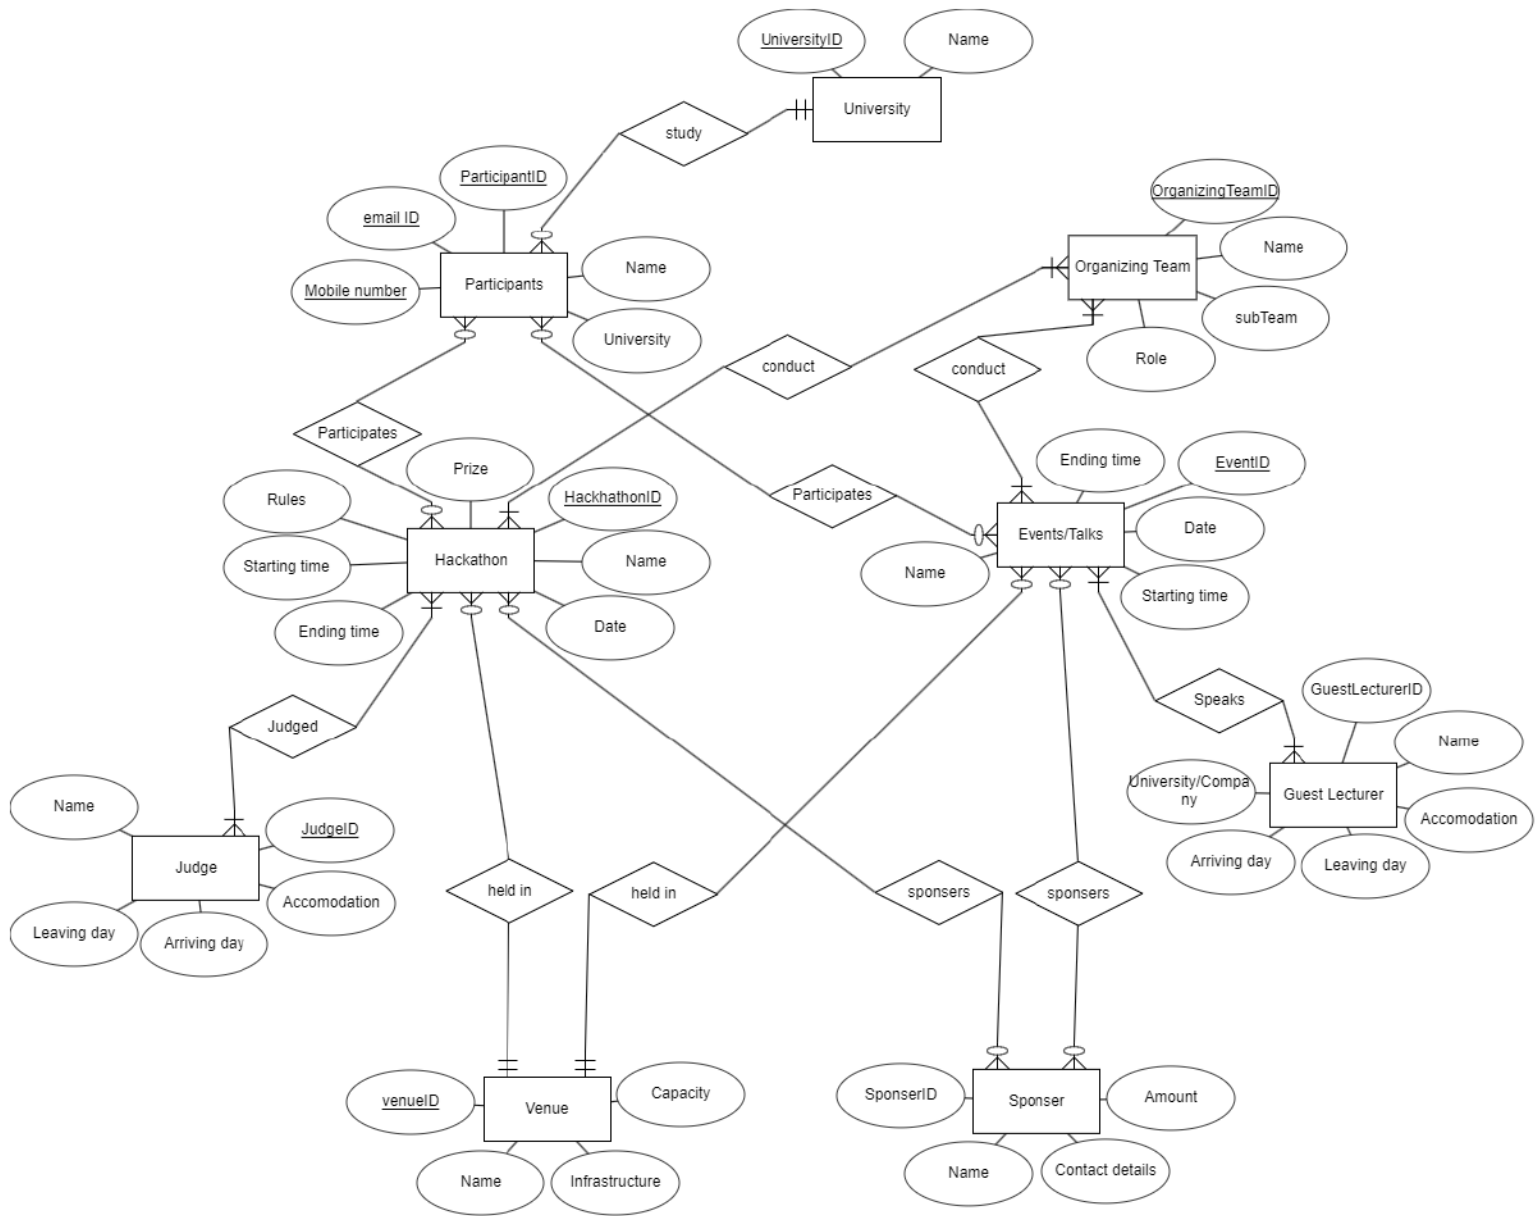 UniversityID
Name
University
study
ParticipantID
email ID
Mobile number
Participants
Name
University
OrganizingTeamID
Name
Organizing Team
subTeam
Role
conduct
conduct
Participates
Participates
Prize
Rules
HackhathonID
Starting time
Hackathon
Name
Ending time
Date
Ending time
EventID
Date
Events/Talks
Name
Starting time
Judged
Speaks
GuestLecturerID
Name
University/Compa
ny
Guest Lecturer
Accomodation
Arriving day
Leaving day
Name
JudgeID
Judge
Accomodation
Leaving day
Arriving day
held in
held in
sponsers
sponsers
venueID
Venue
Capacity
Name
Infrastructure
SponserID
Sponser
Amount
Name
Contact details